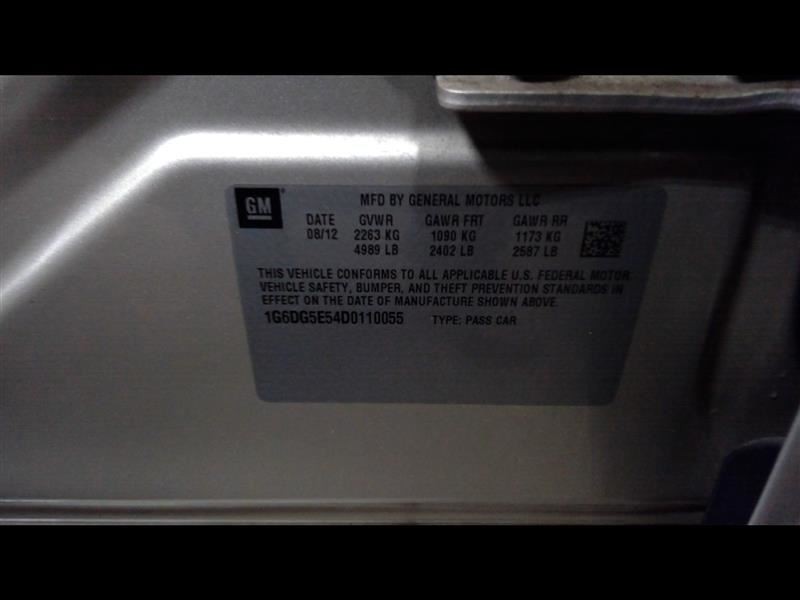 GM
MFD BY GENERAL MOTORS LLC
DATE GVWR GAWR FRT GAWR RR
08/12 2263 KG 1090 KG 1173 KG
4989 LB 2402 LB 2587 LB
THIS VEHICLE CONFORMS TO ALL APPLICABLE U.S. FEDERAL MOTOR
VEHICLE SAFETY, BUMPER, AND THEFT PREVENTION STANDARDS IN
EFFECT ON THE DATE OF MANUFACTURE SHOWN ABOVE.
1G6DG5E54D0110055 TYPE: PASS CAR